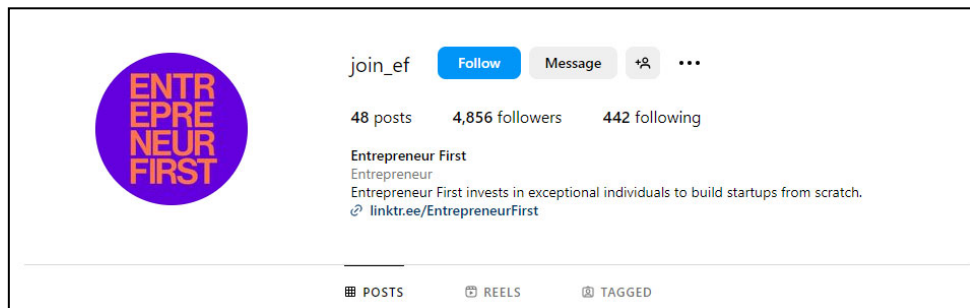 ENTR
EPRE
NEUR
FIRST
join_ef Follow Message
48 posts 4,856 followers 442 following
Entrepreneur First
Entrepreneur
Entrepreneur First invests in exceptional individuals to build startups from scratch.
linktr.ee/EntrepreneurFirst
POSTS REELS TAGGED